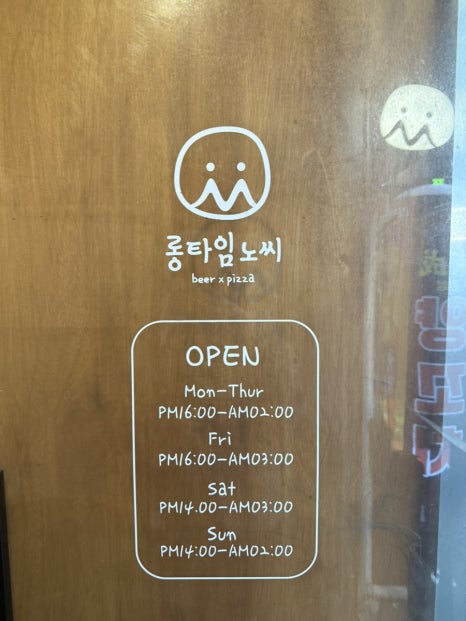 롱타임노씨
beer x pizza
OPEN
Mon-Thur
PM16:00-AM02:00
Fri
PM16:00-AM03:00
Sat
PM14.00-AM03:00
Sun
PM14:00-AM02:00